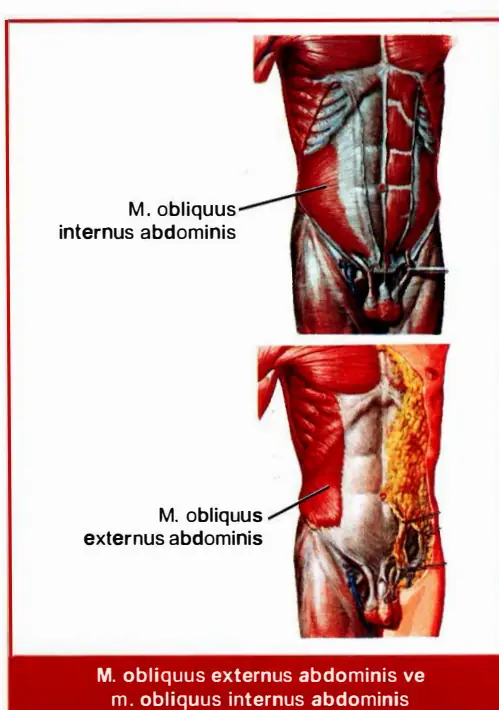 M. obliquus
internus abdominis
M. obliquus
externus abdominis
M. obliquus externus abdominis ve
m. obliquus internus abdominis